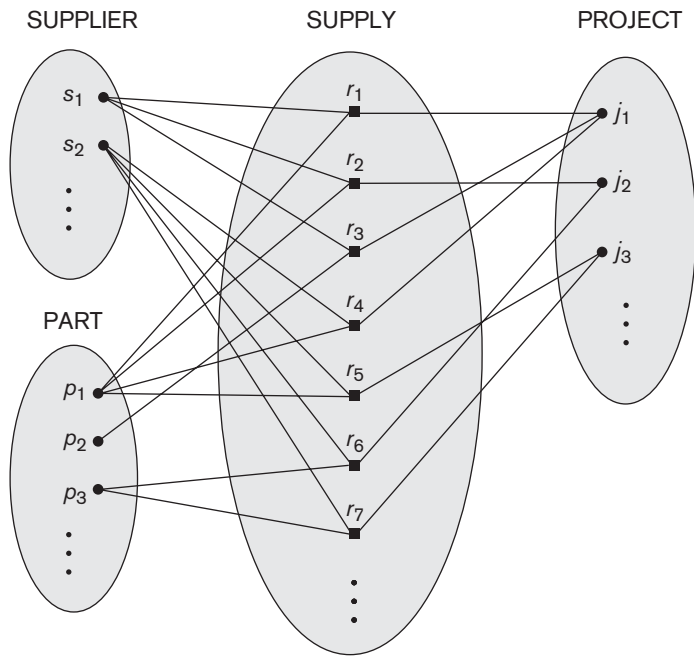 SUPPLIER
s1
s2
PART
p1
p2
p3
SUPPLY
r1
r2
r3
r4
r5
r6
r7
PROJECT
j1
j2
j3